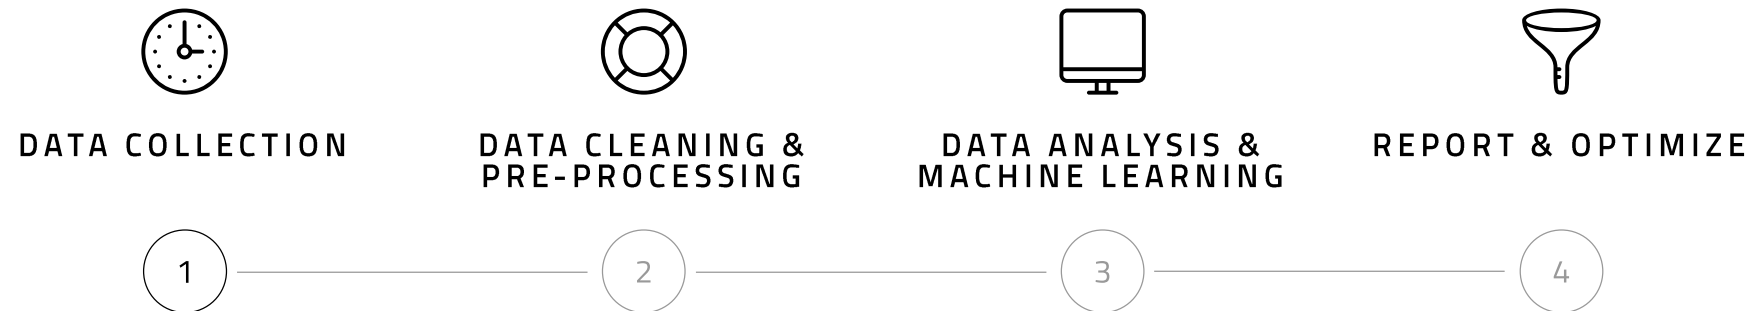 DATA COLLECTION
DATA CLEANING &
PRE-PROCESSING
DATA ANALYSIS &
MACHINE LEARNING
REPORT & OPTIMIZE
1
2
3
4